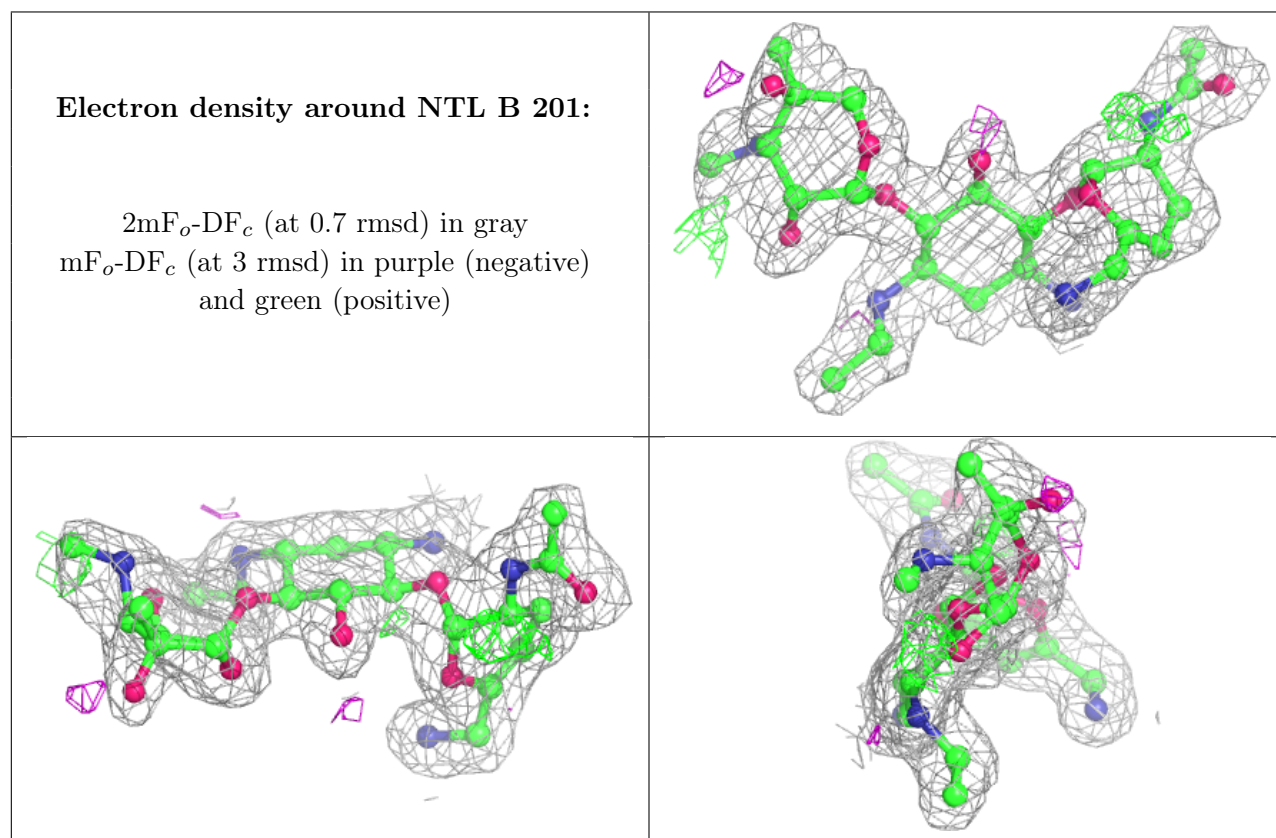 Electron density around NTL B 201:
2mFo-DFc (at 0.7 rmsd) in gray
mFo-DFc (at 3 rmsd) in purple (negative)
and green (positive)